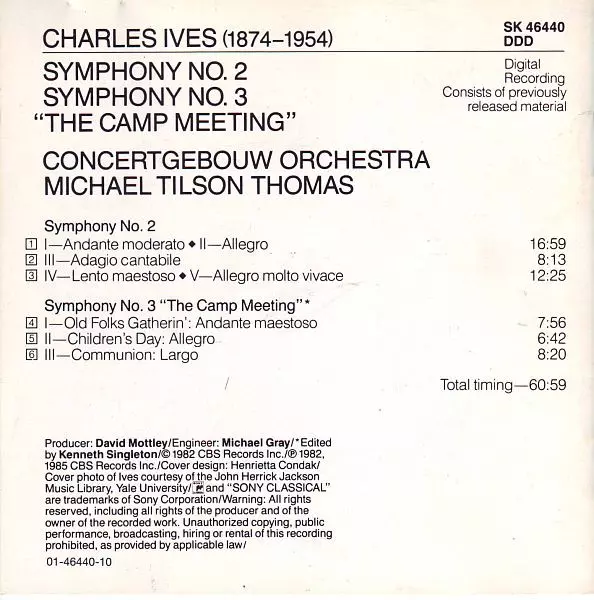 CHARLES IVES (1874–1954)
SK 46440
DDD
SYMPHONY NO. 2
SYMPHONY NO. 3
“THE CAMP MEETING”
Digital
Recording
Consists of previously
released material
CONCERTGEBOUW ORCHESTRA
MICHAEL TILSON THOMAS
Symphony No. 2
1 I—Andante moderato ◆ II—Allegro 16:59
2 III—Adagio cantabile 8:13
3 IV—Lento maestoso ◆ V—Allegro molto vivace 12:25
Symphony No. 3 “The Camp Meeting”*
4 I—Old Folks Gatherin’: Andante maestoso 7:56
5 II—Children’s Day: Allegro 6:42
6 III—Communion: Largo 8:20
Total timing—60:59
Producer: David Mottley/Engineer: Michael Gray/*Edited
by Kenneth Singleton/© 1982 CBS Records Inc./℗ 1982,
1985 CBS Records Inc./Cover design: Henrietta Condak/
Cover photo of Ives courtesy of the John Herrick Jackson
Music Library, Yale University/ and “SONY CLASSICAL”
are trademarks of Sony Corporation/Warning: All rights
reserved, including all rights of the producer and of the
owner of the recorded work. Unauthorized copying, public
performance, broadcasting, hiring or rental of this recording
prohibited, as provided by applicable law/
01-46440-10